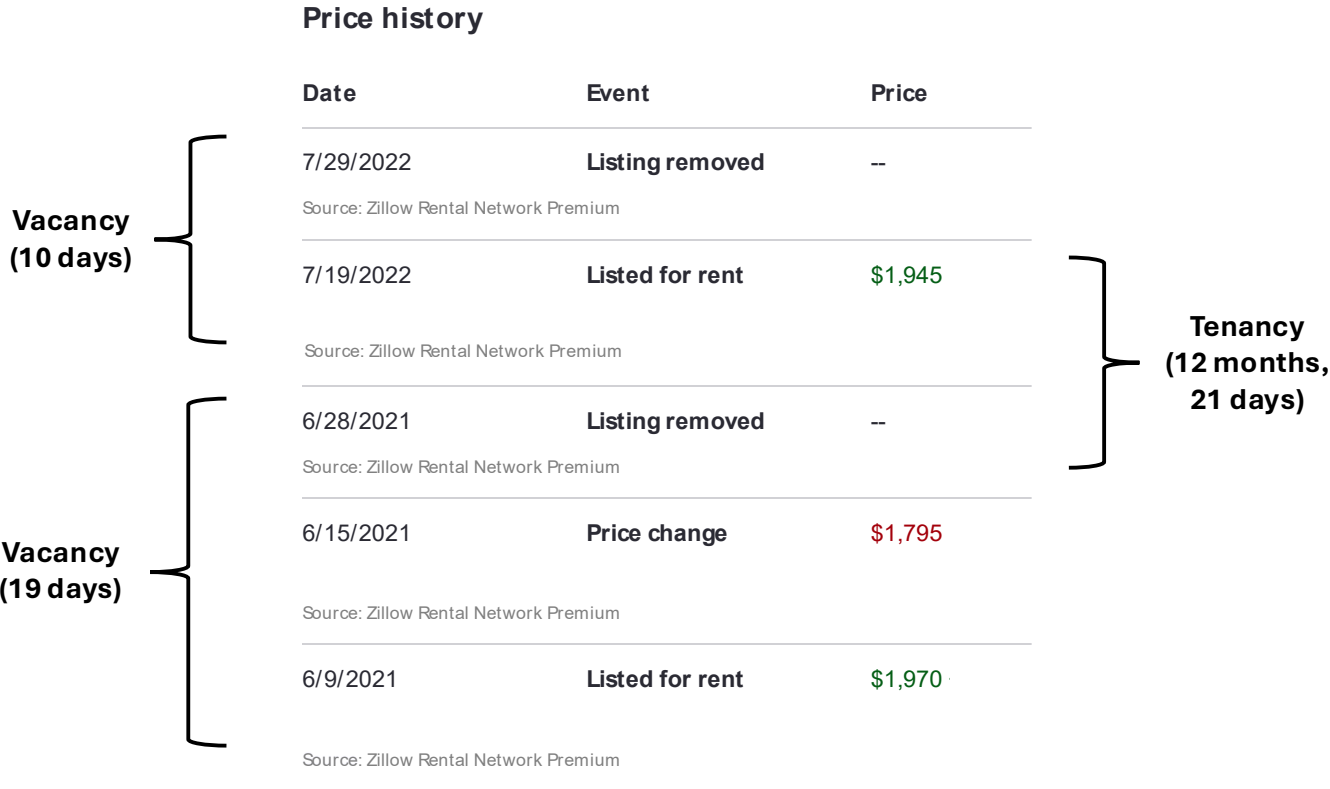 Price history
Date Event Price
7/29/2022 Listing removed --
Source: Zillow Rental Network Premium
Vacancy
(10 days)
7/19/2022 Listed for rent $1,945
Source: Zillow Rental Network Premium
Tenancy
(12 months,
21 days)
6/28/2021 Listing removed --
Source: Zillow Rental Network Premium
6/15/2021 Price change $1,795
Source: Zillow Rental Network Premium
Vacancy
(19 days)
6/9/2021 Listed for rent $1,970
Source: Zillow Rental Network Premium